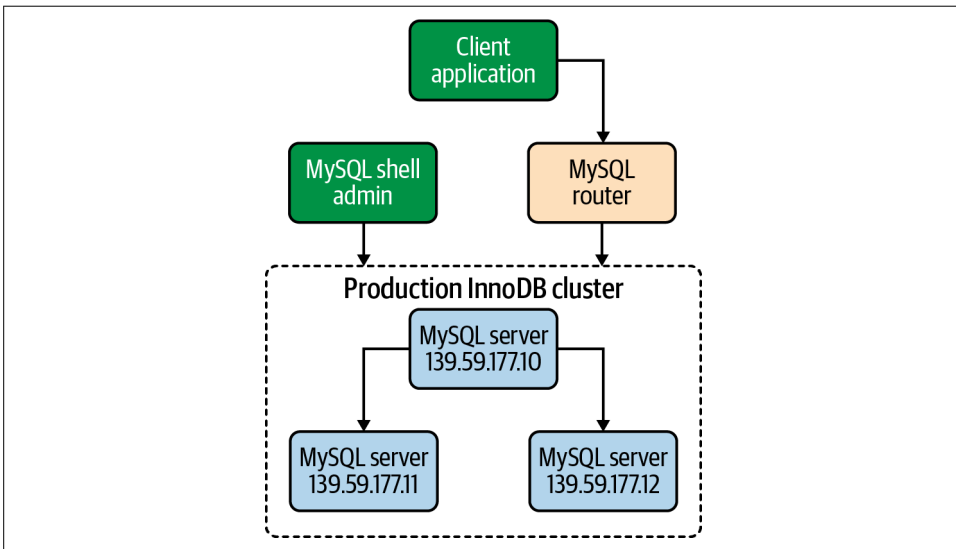 Client
application
MySQL shell
admin
MySQL
router
Production InnoDB cluster
MySQL server
139.59.177.10
MySQL server
139.59.177.11
MySQL server
139.59.177.12